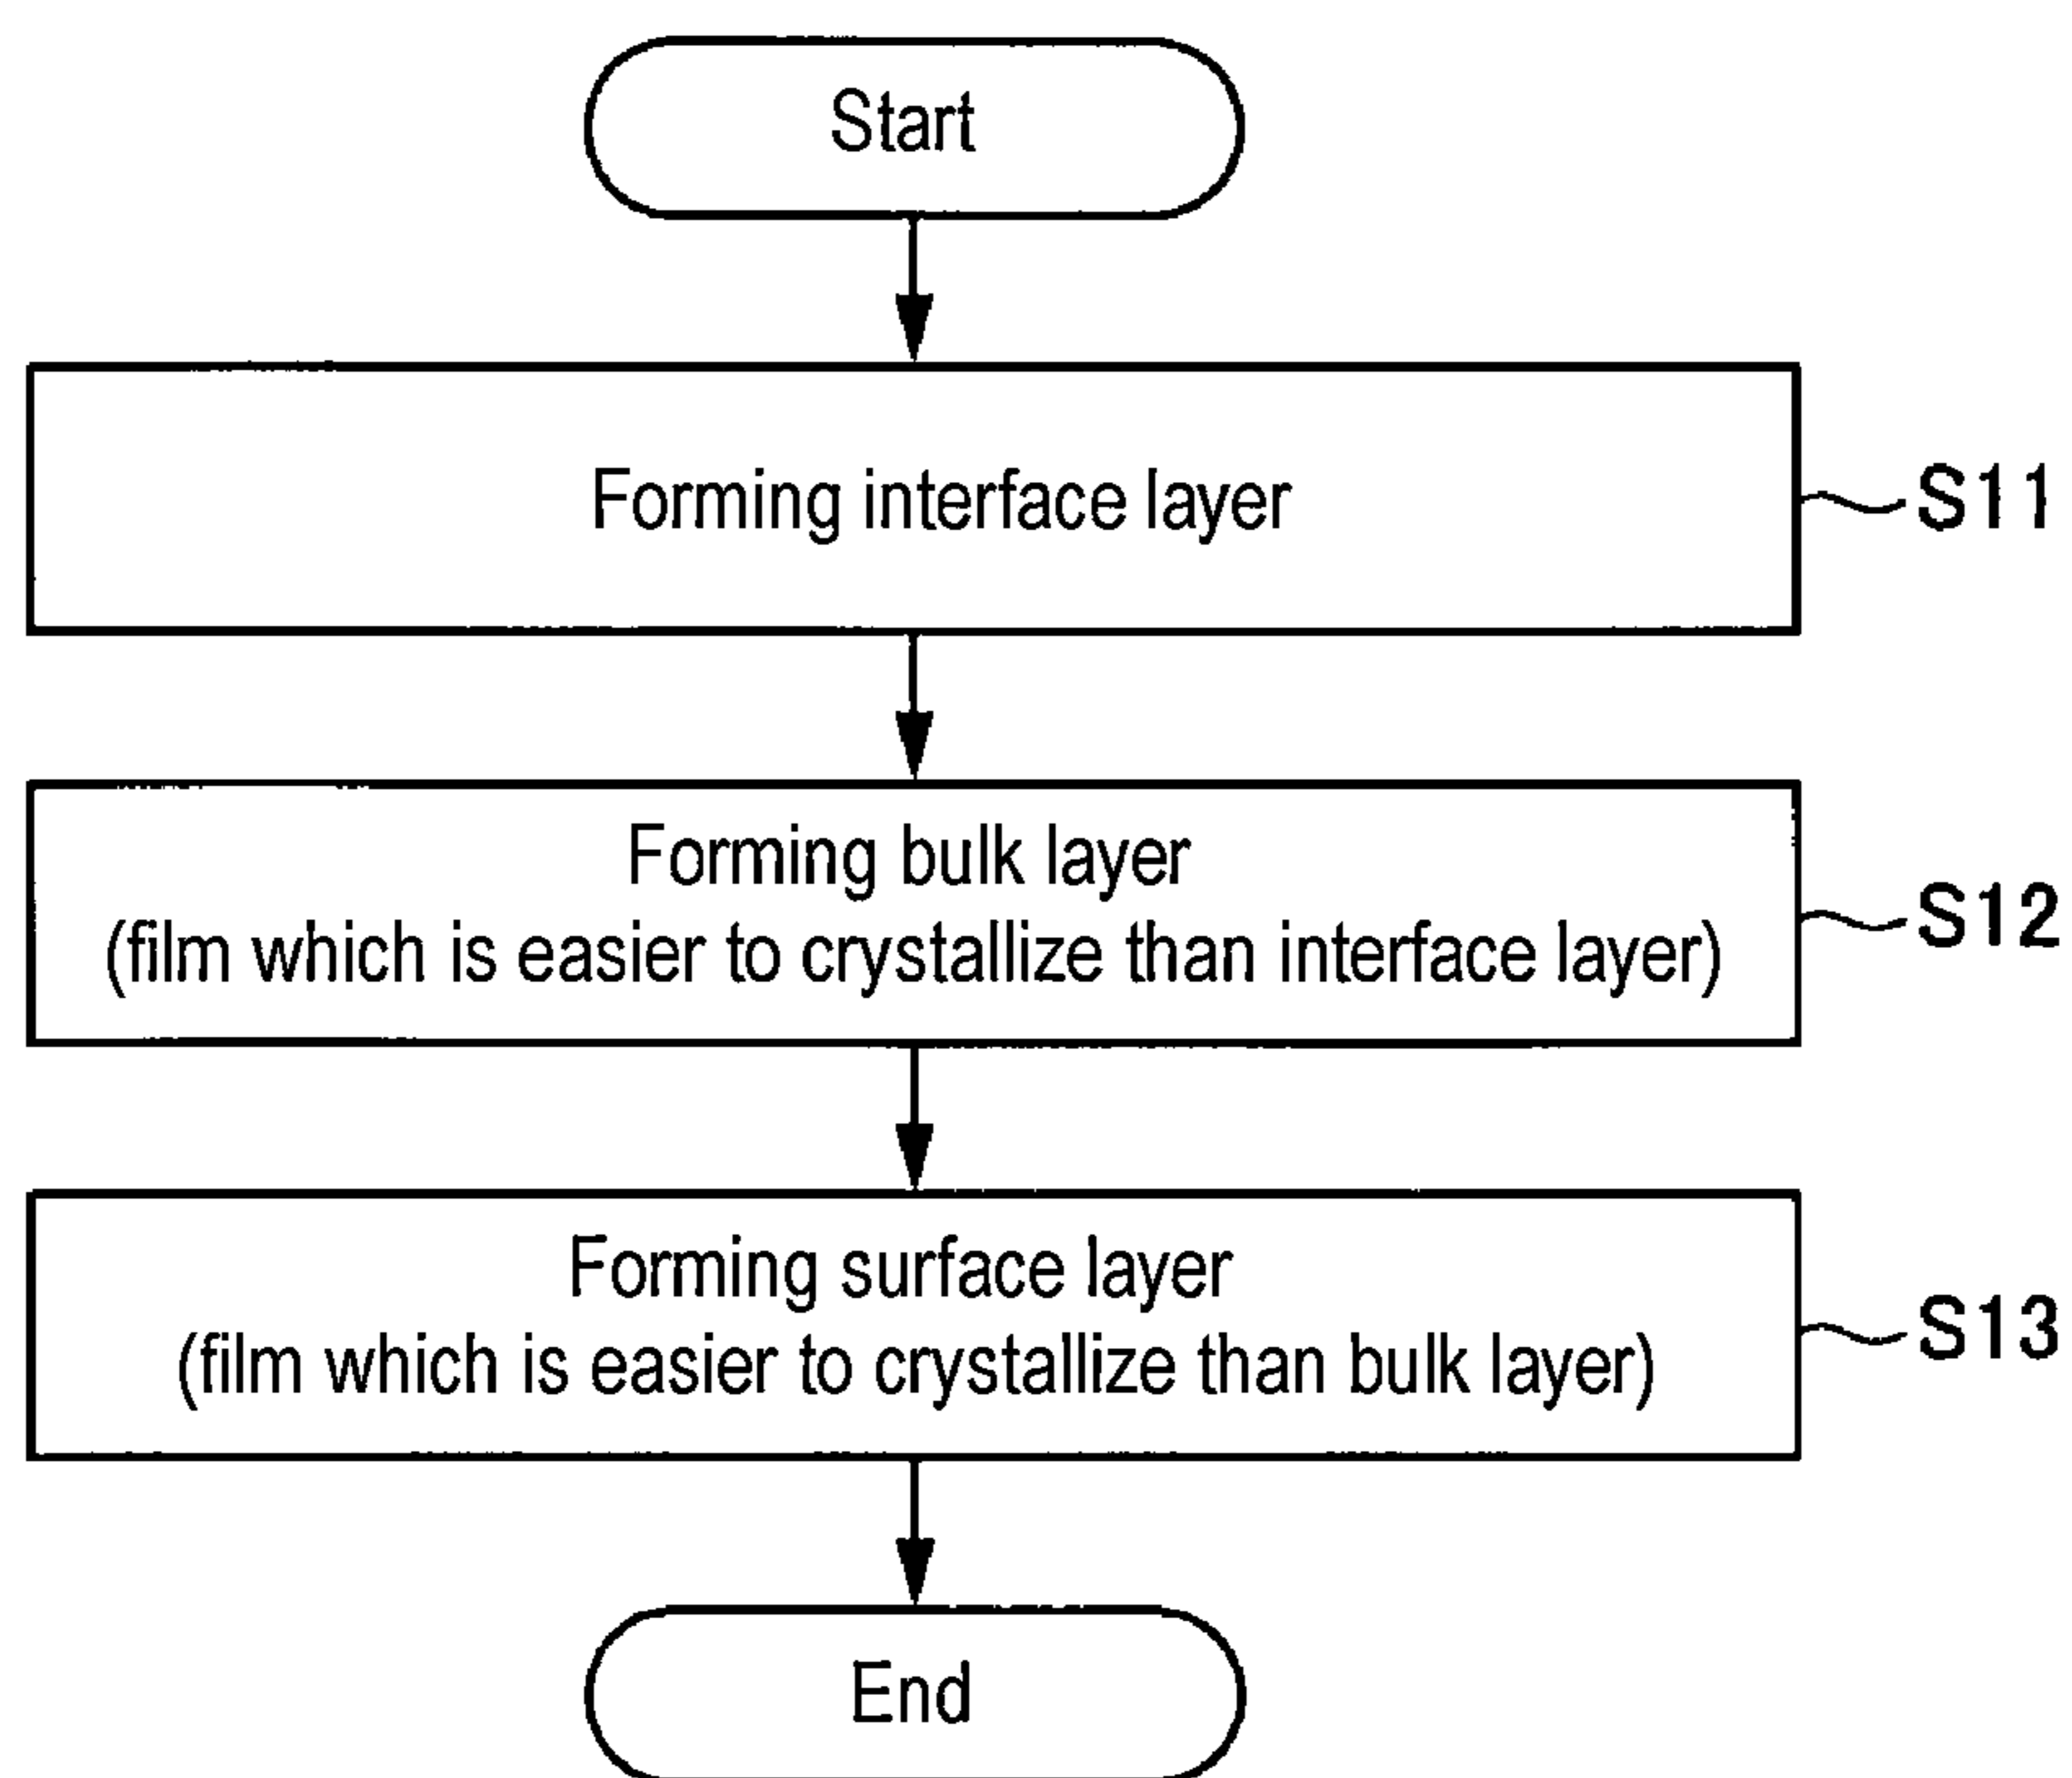 Start
Forming interface layer
S11
Forming bulk layer
(film which is easier to crystallize than interface layer)
S12
Forming surface layer
(film which is easier to crystallize than bulk layer)
S13
End